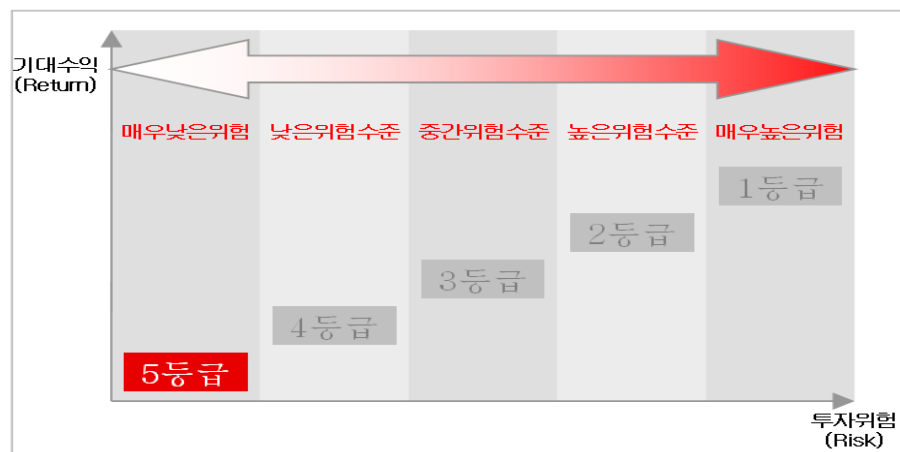 기대수익
(Return)
매우낮은위험 낮은위험수준 중간위험수준 높은위험수준 매우높은위험
1등급
2등급
3등급
4등급
5등급
투자위험
(Risk)